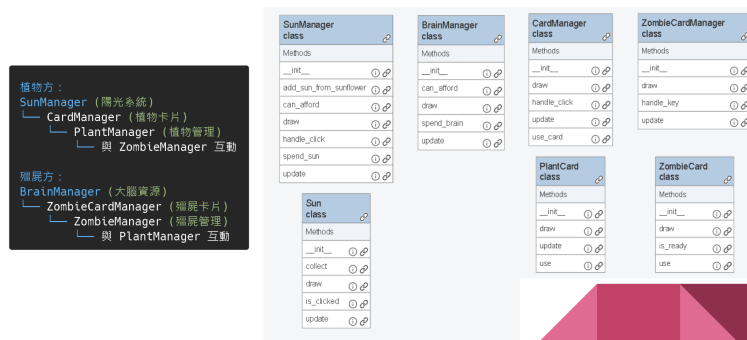 植物方：
SunManager (陽光系統)
└── CardManager (植物卡片)
└── PlantManager (植物管理)
└── 與 ZombieManager 互動
殭屍方：
BrainManager (大腦資源)
└── ZombieCardManager (殭屍卡片)
└── ZombieManager (殭屍管理)
└── 與 PlantManager 互動
SunManager
class
Methods
__init__
add_sun_from_sunflower
can_afford
draw
handle_click
spend_sun
update
BrainManager
class
Methods
__init__
can_afford
draw
spend_brain
update
CardManager
class
Methods
__init__
draw
handle_click
update
use_card
ZombieCardManager
class
Methods
__init__
draw
handle_key
update
Sun
class
Methods
__init__
collect
draw
is_clicked
update
PlantCard
class
Methods
__init__
draw
update
use
ZombieCard
class
Methods
__init__
draw
is_ready
use